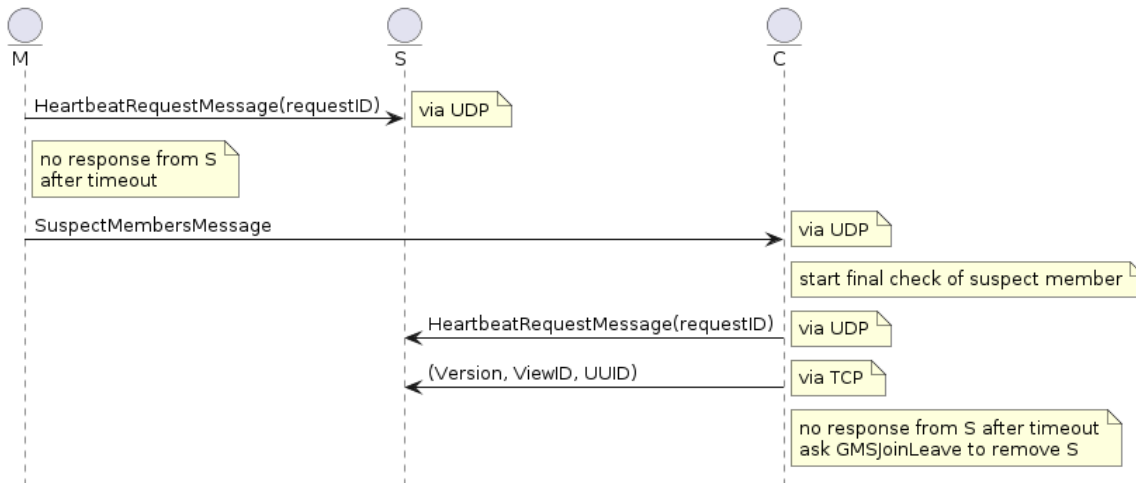 M
S
C
HeartbeatRequestMessage(requestID)
via UDP
no response from S
after timeout
SuspectMembersMessage
via UDP
start final check of suspect member
HeartbeatRequestMessage(requestID)
via UDP
(Version, ViewID, UUID)
via TCP
no response from S after timeout
ask GMSJoinLeave to remove S